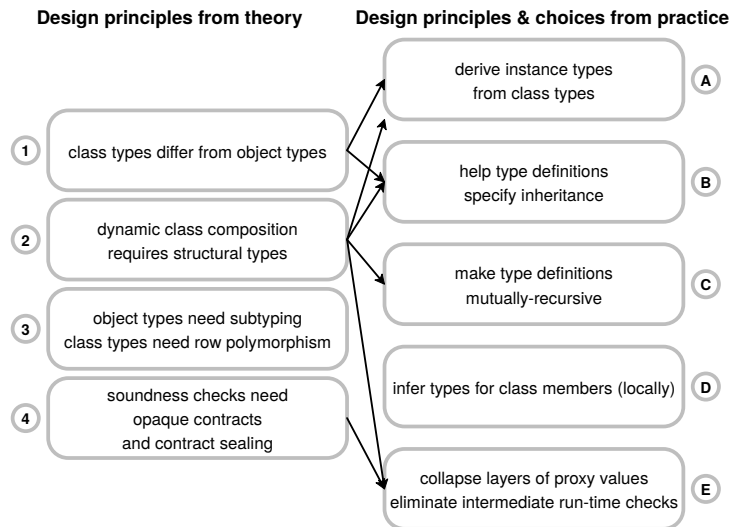 Design principles from theory
Design principles & choices from practice
1
class types differ from object types
2
dynamic class composition
requires structural types
3
object types need subtyping
class types need row polymorphism
4
soundness checks need
opaque contracts
and contract sealing
derive instance types
from class types
A
help type definitions
specify inheritance
B
make type definitions
mutually-recursive
C
infer types for class members (locally)
D
collapse layers of proxy values
eliminate intermediate run-time checks
E